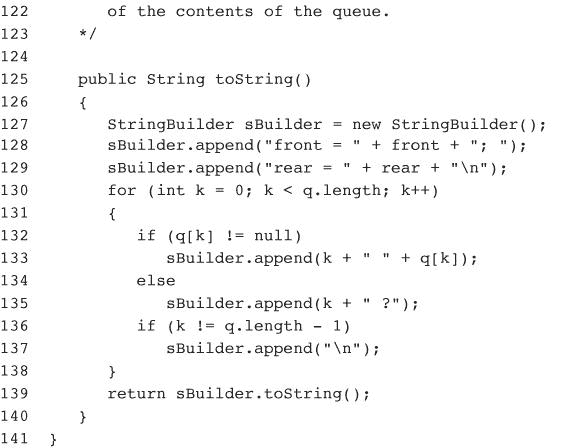 122        of the contents of the queue.
123     */
124
125     public String toString()
126     {
127        StringBuilder sBuilder = new StringBuilder();
128        sBuilder.append("front = " + front + "; ");
129        sBuilder.append("rear = " + rear + "\n");
130        for (int k = 0; k < q.length; k++)
131        {
132           if (q[k] != null)
133              sBuilder.append(k + " " + q[k]);
134           else
135              sBuilder.append(k + " ?");
136           if (k != q.length - 1)
137              sBuilder.append("\n");
138        }
139        return sBuilder.toString();
140     }
141  }